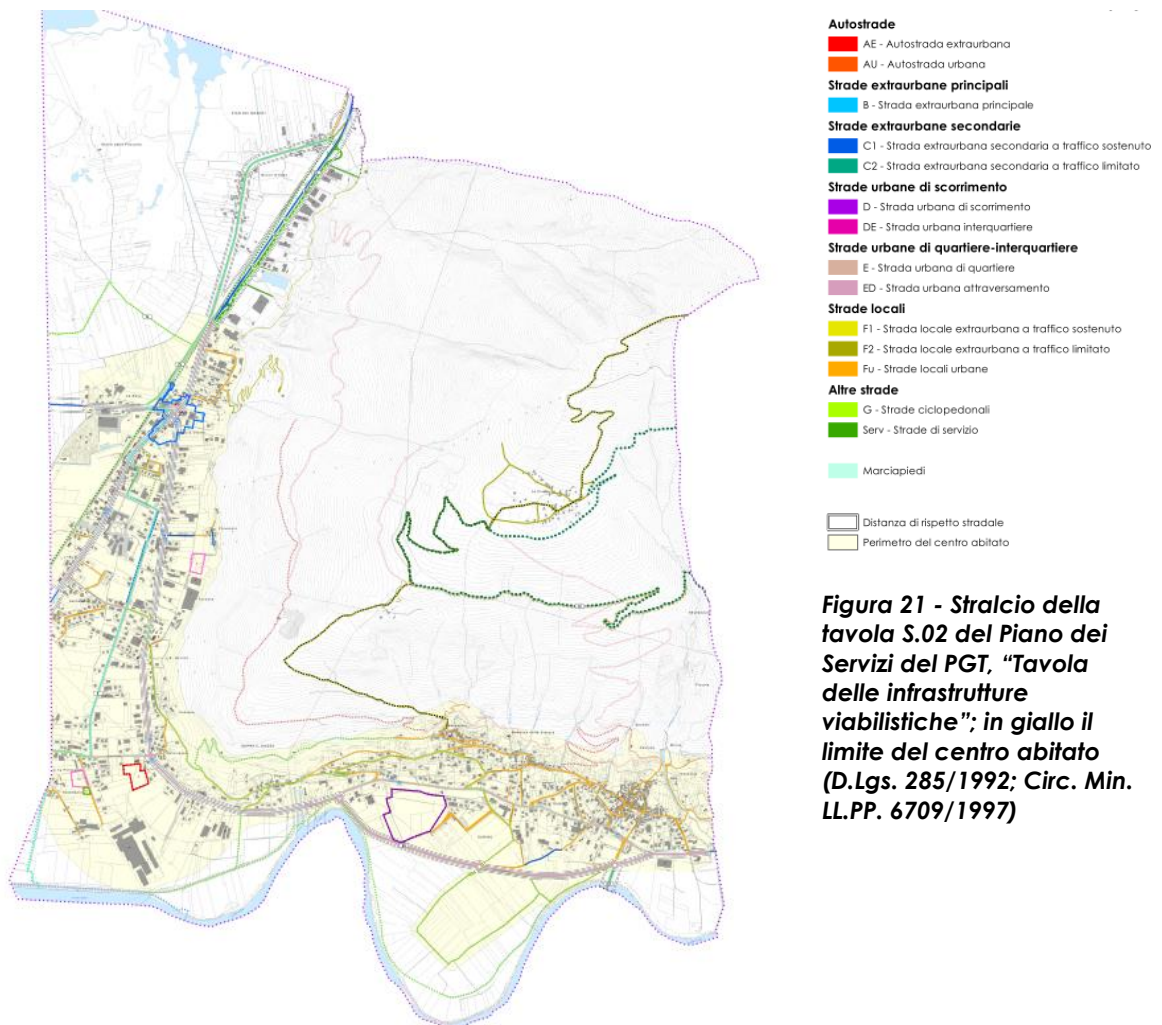 Autostrade
AE - Autostrada extraurbana
AU - Autostrada urbana
Strade extraurbane principali
B - Strada extraurbana principale
Strade extraurbane secondarie
C1 - Strada extraurbana secondaria a traffico sostenuto
C2 - Strada extraurbana secondaria a traffico limitato
Strade urbane di scorrimento
D - Strada urbana di scorrimento
DE - Strada urbana interquartiere
Strade urbane di quartiere-interquartiere
E - Strada urbana di quartiere
ED - Strada urbana attraversamento
Strade locali
F1 - Strada locale extraurbana a traffico sostenuto
F2 - Strada locale extraurbana a traffico limitato
Fu - Strade locali urbane
Altre strade
G - Strade ciclopedonali
Serv - Strade di servizio
Marciapiedi
Distanza di rispetto stradale
Perimetro del centro abitato
Figura 21 - Stralcio della
tavola S.02 del Piano dei
Servizi del PGT, “Tavola
delle infrastrutture
viabilistiche”; in giallo il
limite del centro abitato
(D.Lgs. 285/1992; Circ. Min.
LL.PP. 6709/1997)